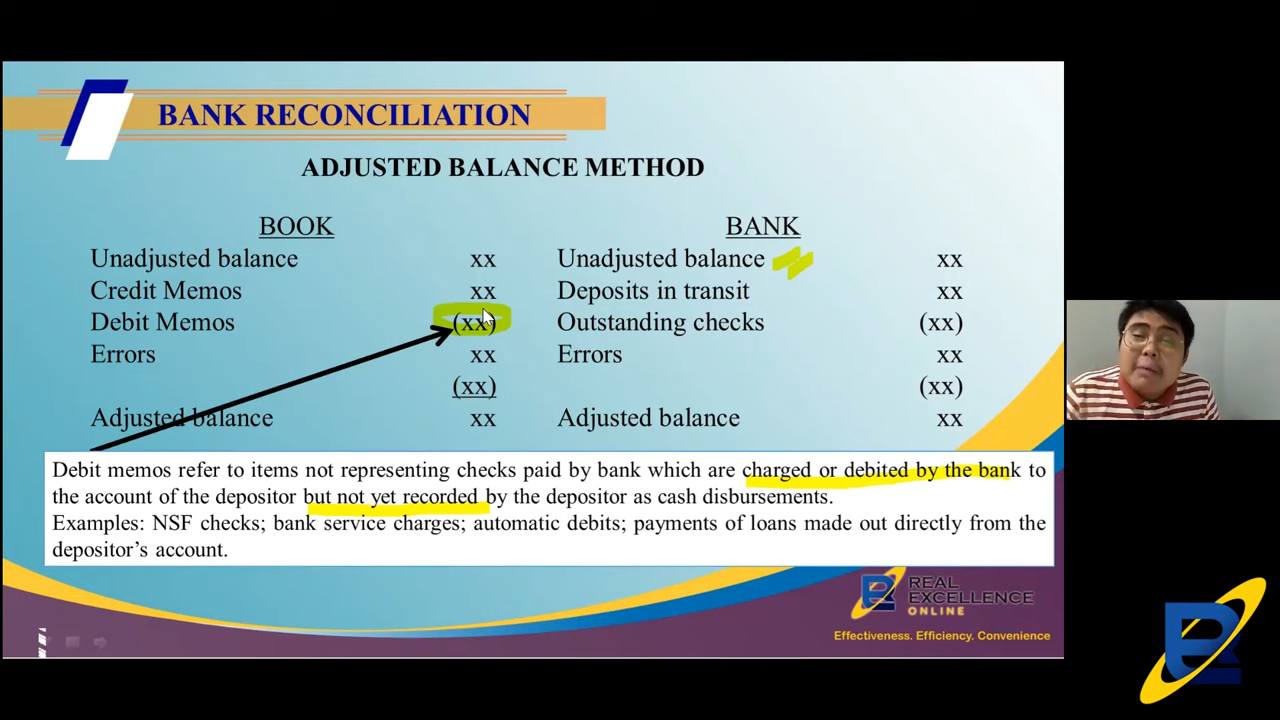 BANK RECONCILIATION
ADJUSTED BALANCE METHOD
BOOK
Unadjusted balance xx
Credit Memos xx
Debit Memos (xx)
Errors xx
(xx)
Adjusted balance xx
BANK
Unadjusted balance xx
Deposits in transit xx
Outstanding checks (xx)
Errors xx
(xx)
Adjusted balance xx
Debit memos refer to items not representing checks paid by bank which are charged or debited by the bank to
the account of the depositor but not yet recorded by the depositor as cash disbursements.
Examples: NSF checks; bank service charges; automatic debits; payments of loans made out directly from the
depositor's account.
REAL
EXCELLENCE
ONLINE
Effectiveness. Efficiency. Convenience